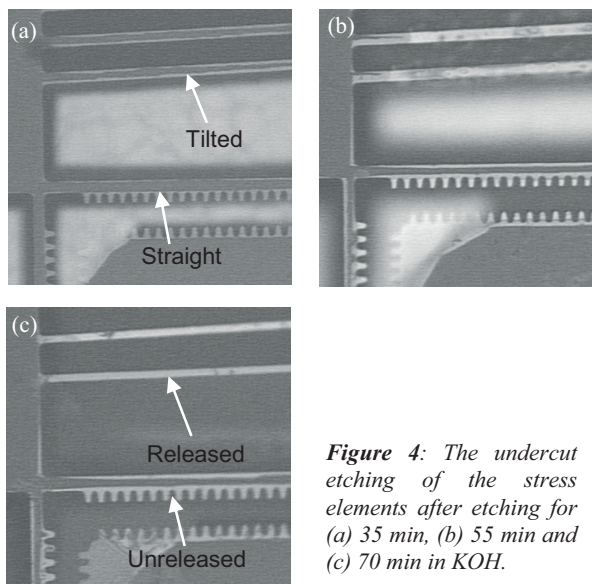 (a)
Tilted
Straight
(b)
(c)
Released
Unreleased
Figure 4: The undercut
etching of the stress
elements after etching for
(a) 35 min, (b) 55 min and
(c) 70 min in KOH.